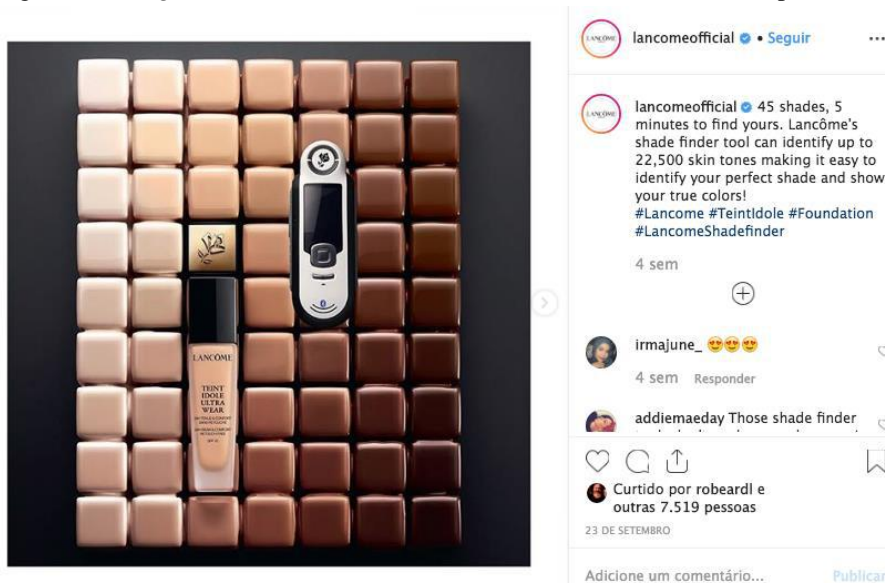 LANCÔME
TEINT
IDOLE
ULTRA
WEAR
lancomeofficial • Seguir
lancomeofficial 45 shades, 5
minutes to find yours. Lancôme's
shade finder tool can identify up to
22,500 skin tones making it easy to
identify your perfect shade and show
your true colors!
#Lancome #TeintIdole #Foundation
#LancomeShadefinder
4 sem
irmajune_ 😍😍😍
4 sem Responder
addiemaeday Those shade finder
Curtido por robeardl e
outras 7.519 pessoas
23 DE SETEMBRO
Adicione um comentário... Publicar